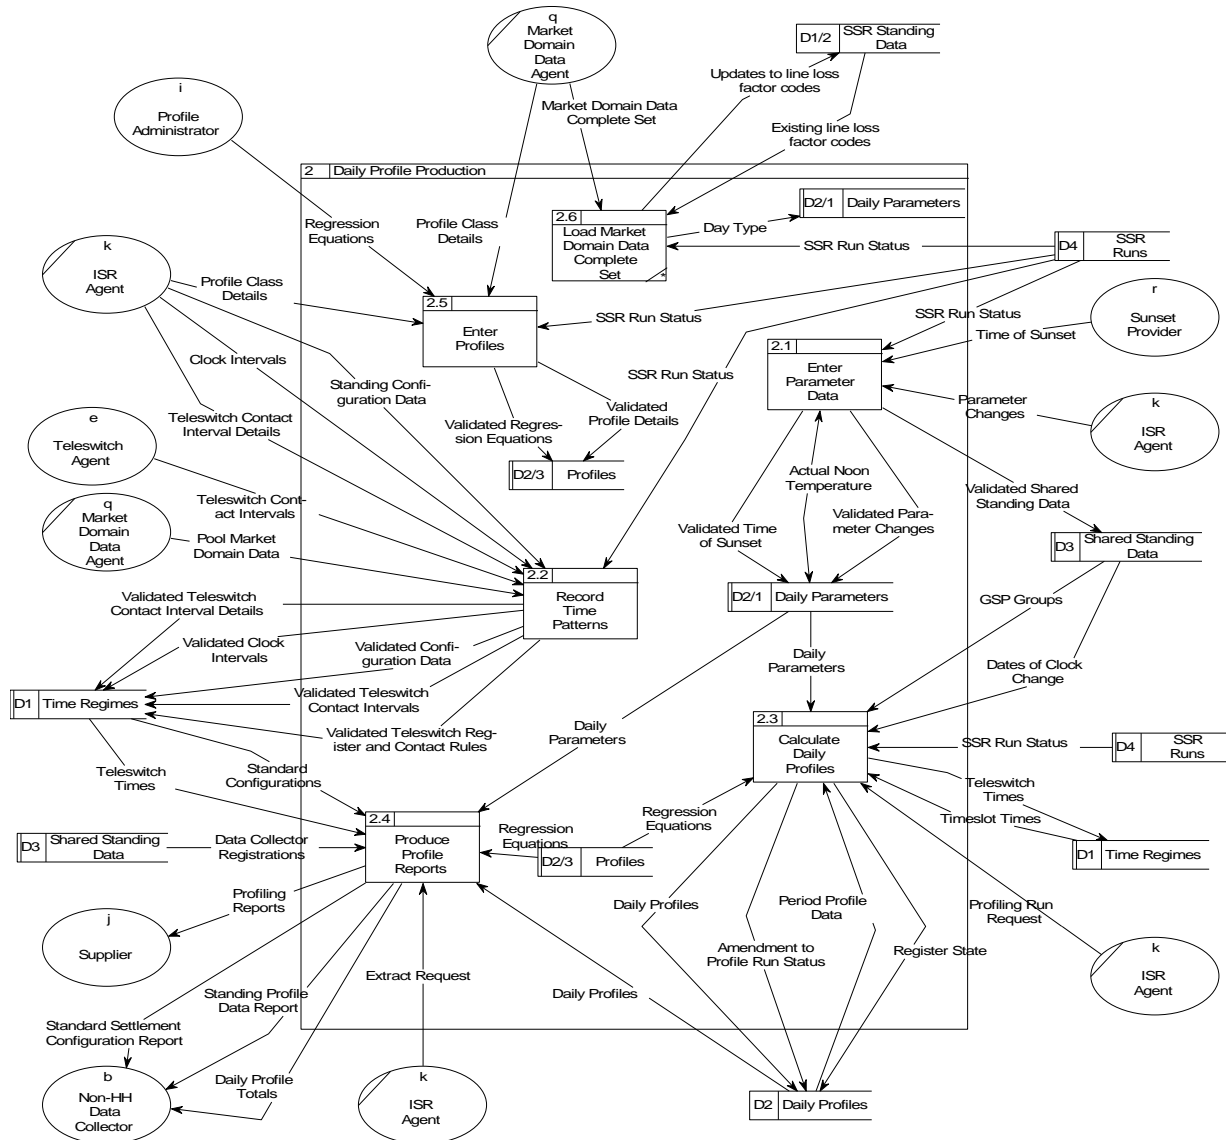 q
Market
Domain
Data
Agent
D1/2
SSR Standing
Data
i
Profile
Administrator
Updates to line loss
factor codes
Market Domain Data
Complete Set
Existing line loss
factor codes
2
Daily Profile Production
Regression
Equations
Profile Class
Details
2.6
Load Market
Domain Data
Complete
Set
*
Day Type
D2/1
Daily Parameters
SSR Run Status
D4
SSR
Runs
k
ISR
Agent
Profile Class
Details
2.5
Enter
Profiles
SSR Run Status
SSR Run Status
r
Sunset
Provider
Time of Sunset
Clock Intervals
Standing Confi-
guration Data
SSR Run Status
2.1
Enter
Parameter
Data
Parameter
Changes
k
ISR
Agent
Teleswitch Contact
Interval Details
e
Teleswitch
Agent
Validated Regres-
sion Equations
Validated
Profile Details
D2/3
Profiles
Actual Noon
Temperature
Validated Shared
Standing Data
Teleswitch Cont-
act Intervals
q
Market
Domain
Data
Agent
Pool Market
Domain Data
Validated Time
of Sunset
Validated Para-
meter Changes
D3
Shared Standing
Data
2.2
Record
Time
Patterns
D2/1
Daily Parameters
GSP Groups
Validated Teleswitch
Contact Interval Details
Validated Clock
Intervals
Validated Confi-
guration Data
Daily
Parameters
Dates of Clock
Change
D1
Time Regimes
Validated Teleswitch
Contact Intervals
Validated Teleswitch Reg-
ister and Contact Rules
Daily
Parameters
2.3
Calculate
Daily
Profiles
SSR Run Status
D4
SSR
Runs
Teleswitch
Times
Standard
Configurations
Teleswitch
Times
Timeslot Times
2.4
Produce
Profile
Reports
Regression
Equations
Regression
Equations
D3
Shared Standing
Data
Data Collector
Registrations
D2/3
Profiles
D1
Time Regimes
Profiling
Reports
j
Supplier
Daily Profiles
Period Profile
Data
Profiling Run
Request
Amendment to
Profile Run Status
Register State
k
ISR
Agent
Extract Request
Standing Profile
Data Report
Daily Profiles
Standard Settlement
Configuration Report
b
Non-HH
Data
Collector
Daily Profile
Totals
k
ISR
Agent
D2
Daily Profiles